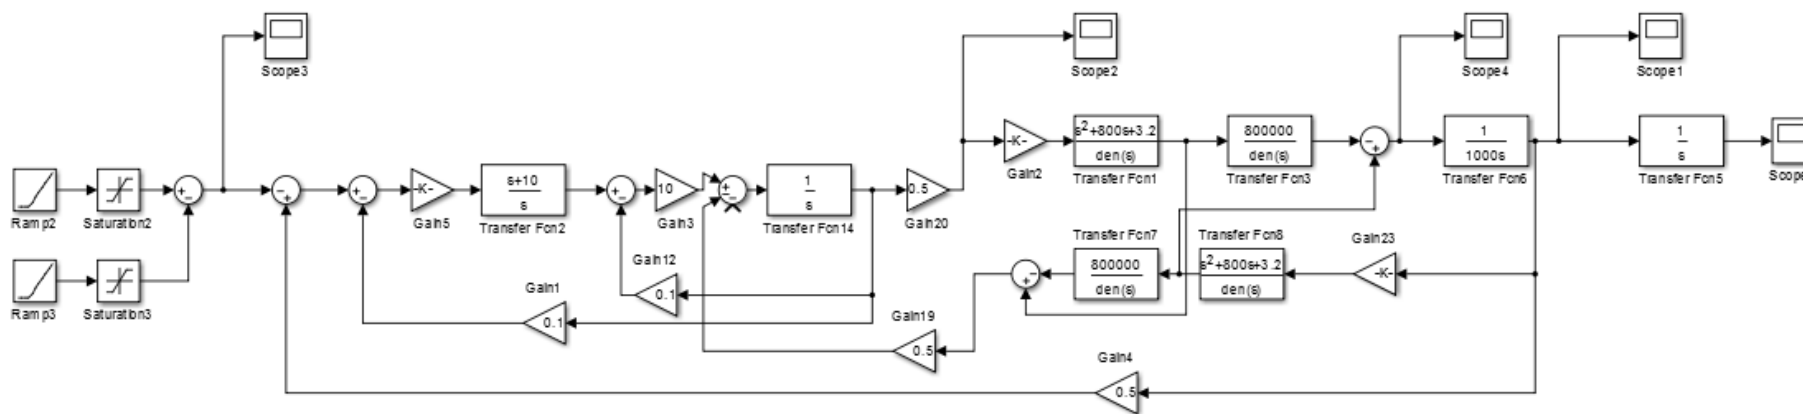 Scope3
Scope2
Scope4
Scope1
-K-
Gain2
s²+800s+3.2
den(s)
Transfer Fcn1
800000
den(s)
Transfer Fcn3
1
1000s
Transfer Fcn6
1
s
Transfer Fcn5
Scope
Ramp2
Saturation2
-K-
Gain5
s+10
s
Transfer Fcn2
10
Gain3
1
s
Transfer Fcn14
0.5
Gain20
Ramp3
Saturation3
Gain12
0.1
Gain1
0.1
Transfer Fcn7
800000
den(s)
Transfer Fcn8
s²+800s+3.2
den(s)
Gain23
-K-
Gain19
0.5
Gain4
0.5